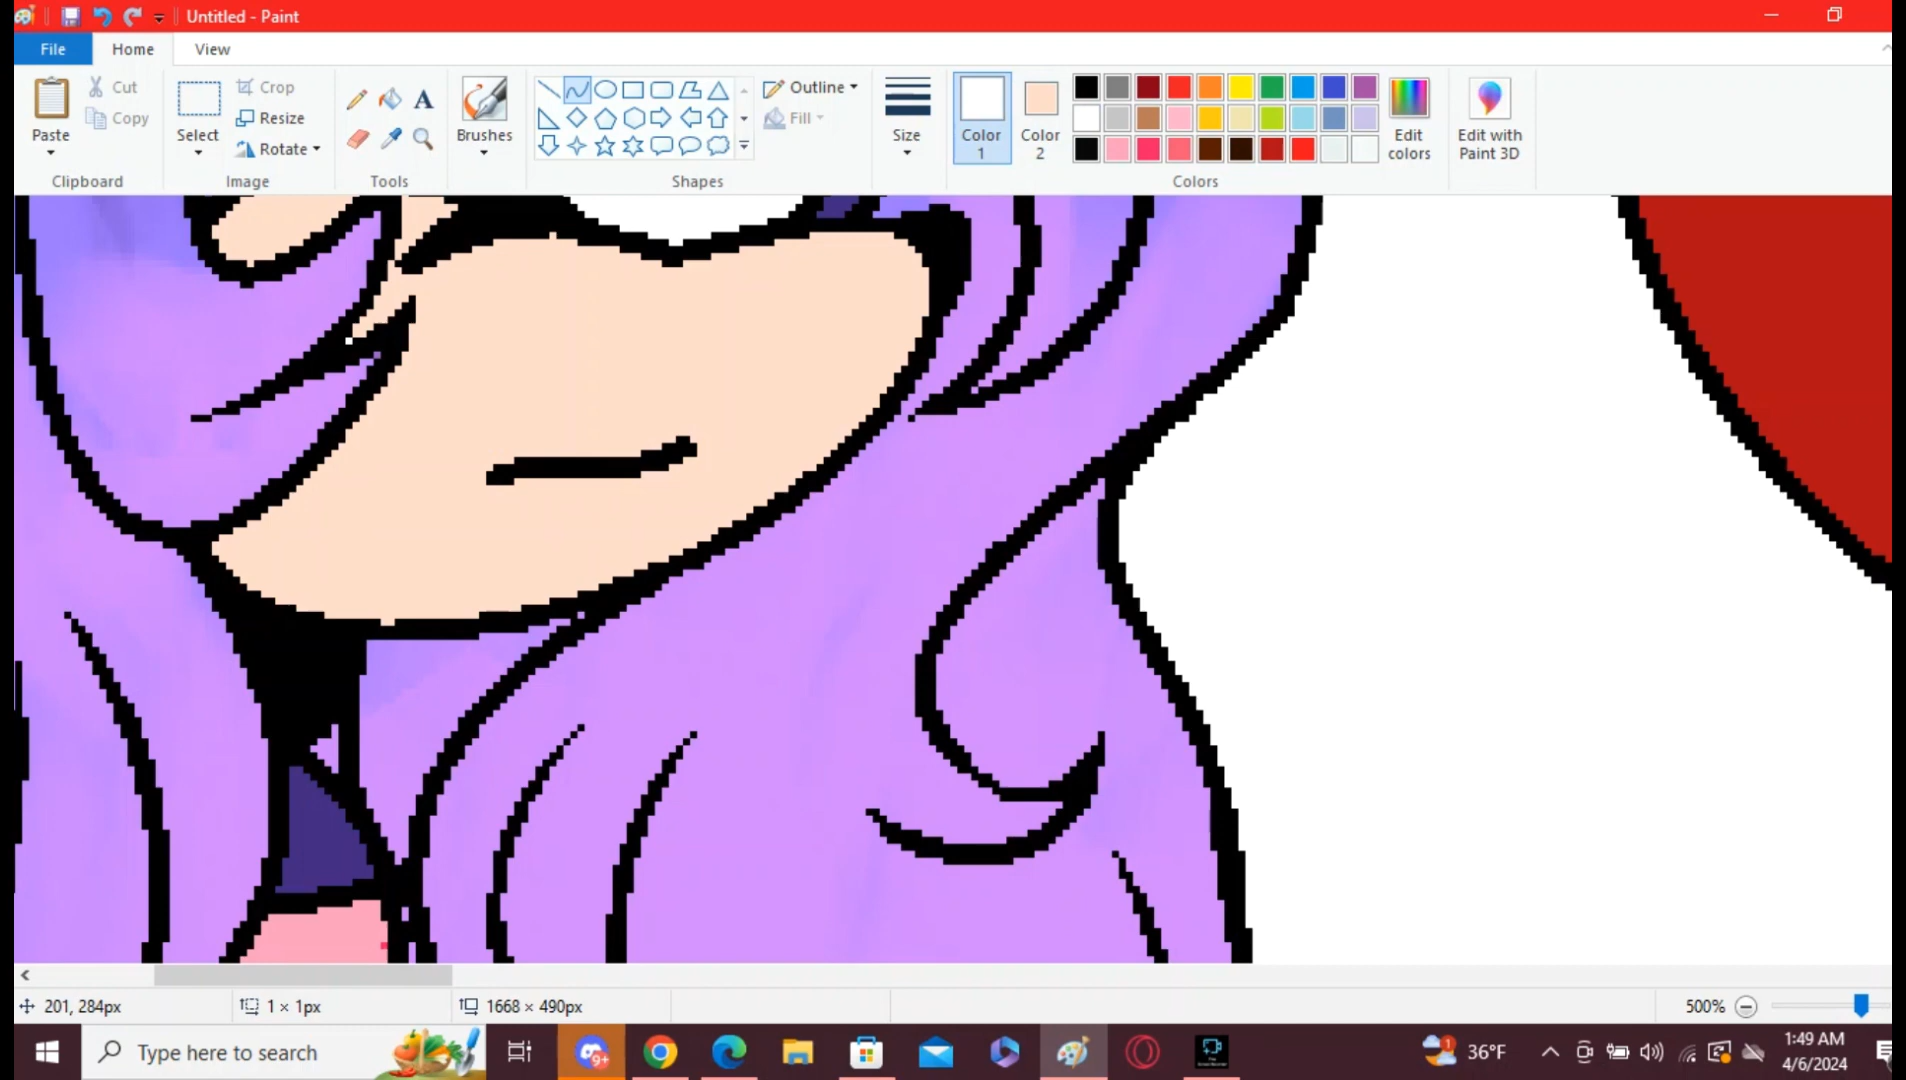 Untitled - Paint
File Home View
Paste
Cut
Copy
Clipboard
Select
Crop
Resize
Rotate
Image
Tools
Brushes
Shapes
Outline
Fill
Size
Color 1
Color 2
Edit colors
Colors
Edit with Paint 3D
201, 284px
1 × 1px
1668 × 490px
500%
Type here to search
9+
1
36°F
1:49 AM
4/6/2024